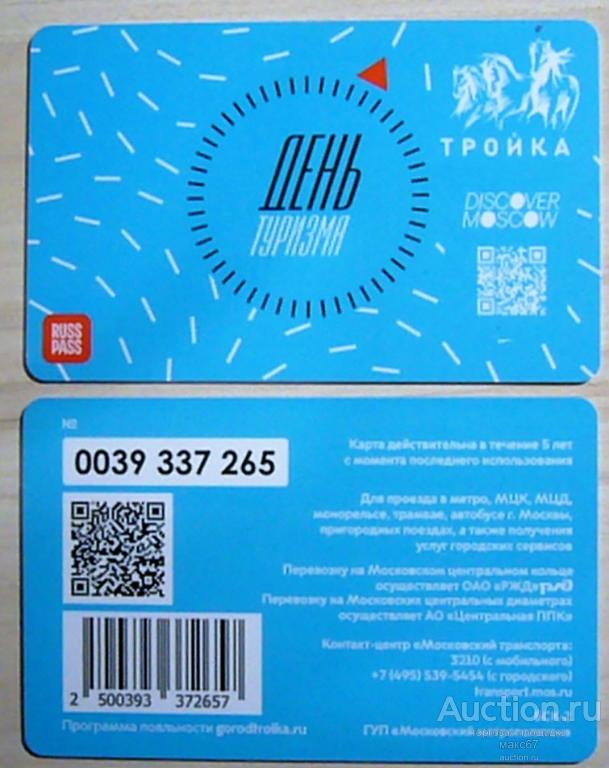 ДЕНЬ
ТУРИЗМА
ТРОЙКА
DISCOVER
MOSCOW
RUSS
PASS
№
0039 337 265
Карта действительна в течение 5 лет
с момента последнего использования
Для проезда в метро, МЦК, МЦД,
монорельсе, трамвае, автобусе г. Москвы,
пригородных поездах, а также получения
услуг городских сервисов
Перевозку на Московском центральном кольце
осуществляет ОАО «РЖД»
Перевозку на Московских центральных диаметрах
осуществляет АО «Центральная ППК»
Контакт-центр «Московский транспорт»:
3210 (с мобильного)
+7 (495) 539-5454 (с городского)
transport.mos.ru
2 500393 372657
Программа лояльности gorodtroika.ru
ГУП «Московский метрополитен»
Auction.ru
макс67
auction.ru